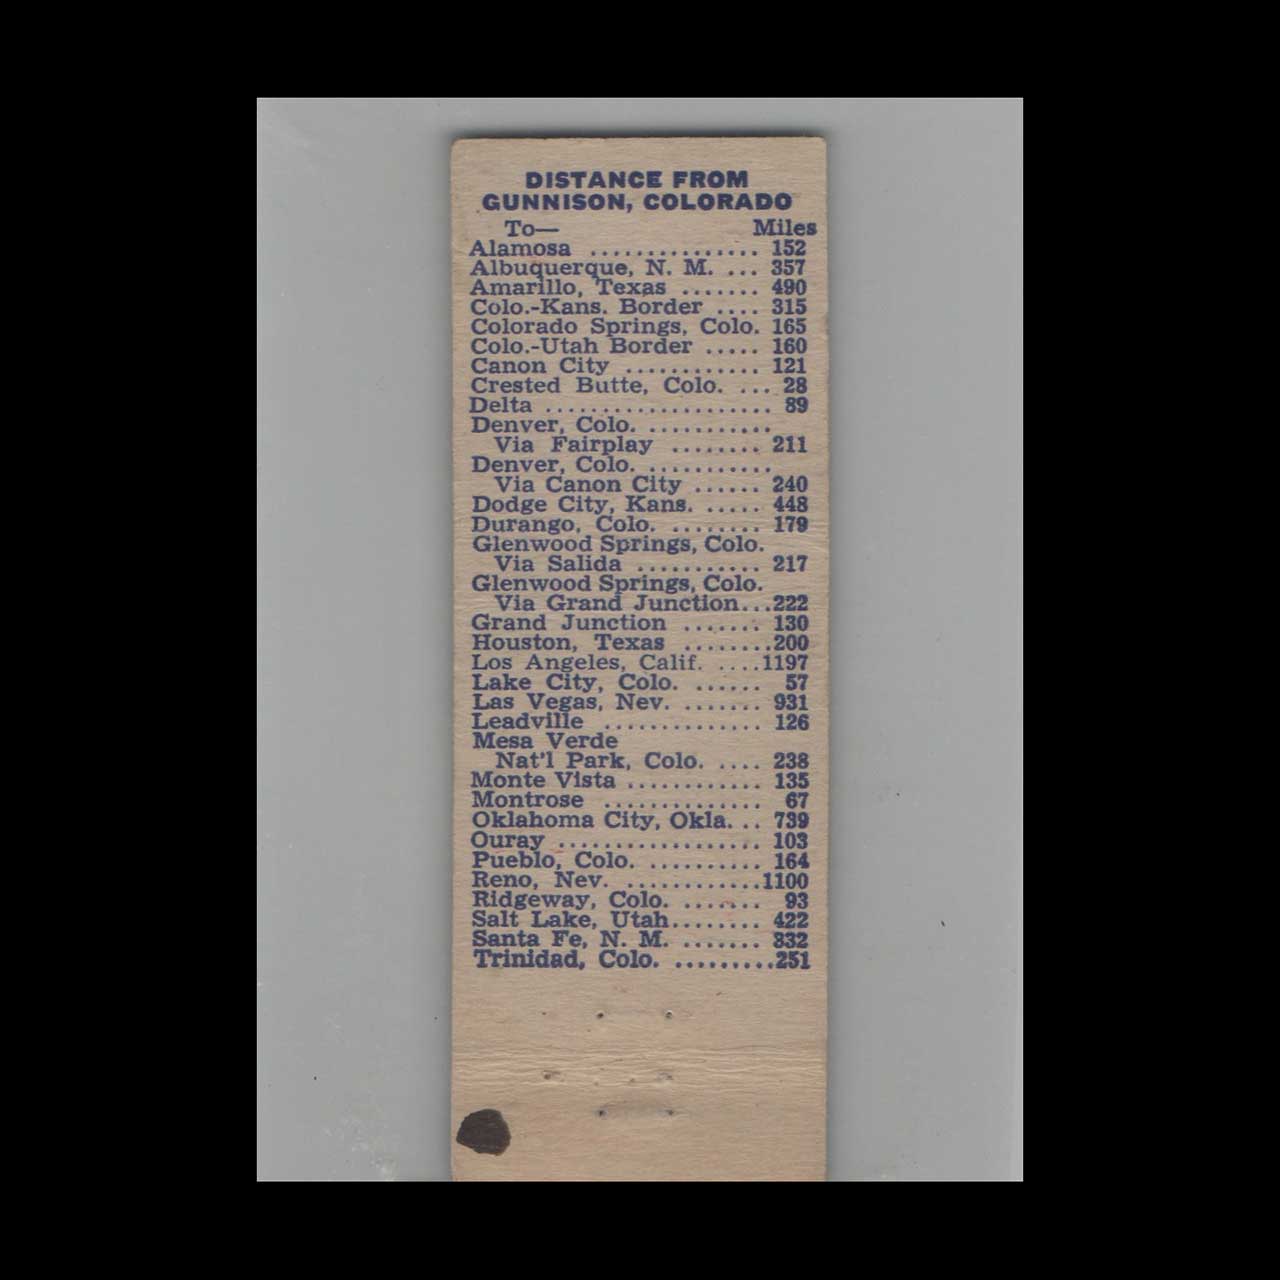 DISTANCE FROM
GUNNISON, COLORADO
To— Miles
Alamosa ............... 152
Albuquerque, N. M. ... 357
Amarillo, Texas ....... 490
Colo.-Kans. Border .... 315
Colorado Springs, Colo. 165
Colo.-Utah Border ..... 160
Canon City ............ 121
Crested Butte, Colo. ... 28
Delta .................... 89
Denver, Colo. ...........
Via Fairplay ........ 211
Denver, Colo. ...........
Via Canon City ...... 240
Dodge City, Kans. ..... 448
Durango, Colo. ........ 179
Glenwood Springs, Colo.
Via Salida ........... 217
Glenwood Springs, Colo.
Via Grand Junction...222
Grand Junction ....... 130
Houston, Texas ........200
Los Angeles, Calif. ....1197
Lake City, Colo. ...... 57
Las Vegas, Nev. ....... 931
Leadville .............. 126
Mesa Verde
Nat'l Park, Colo. .... 238
Monte Vista ............ 135
Montrose .............. 67
Oklahoma City, Okla. .. 739
Ouray .................. 103
Pueblo, Colo. .......... 164
Reno, Nev. ............1100
Ridgeway, Colo. ....... 93
Salt Lake, Utah........ 422
Santa Fe, N. M. ....... 332
Trinidad, Colo. .........251